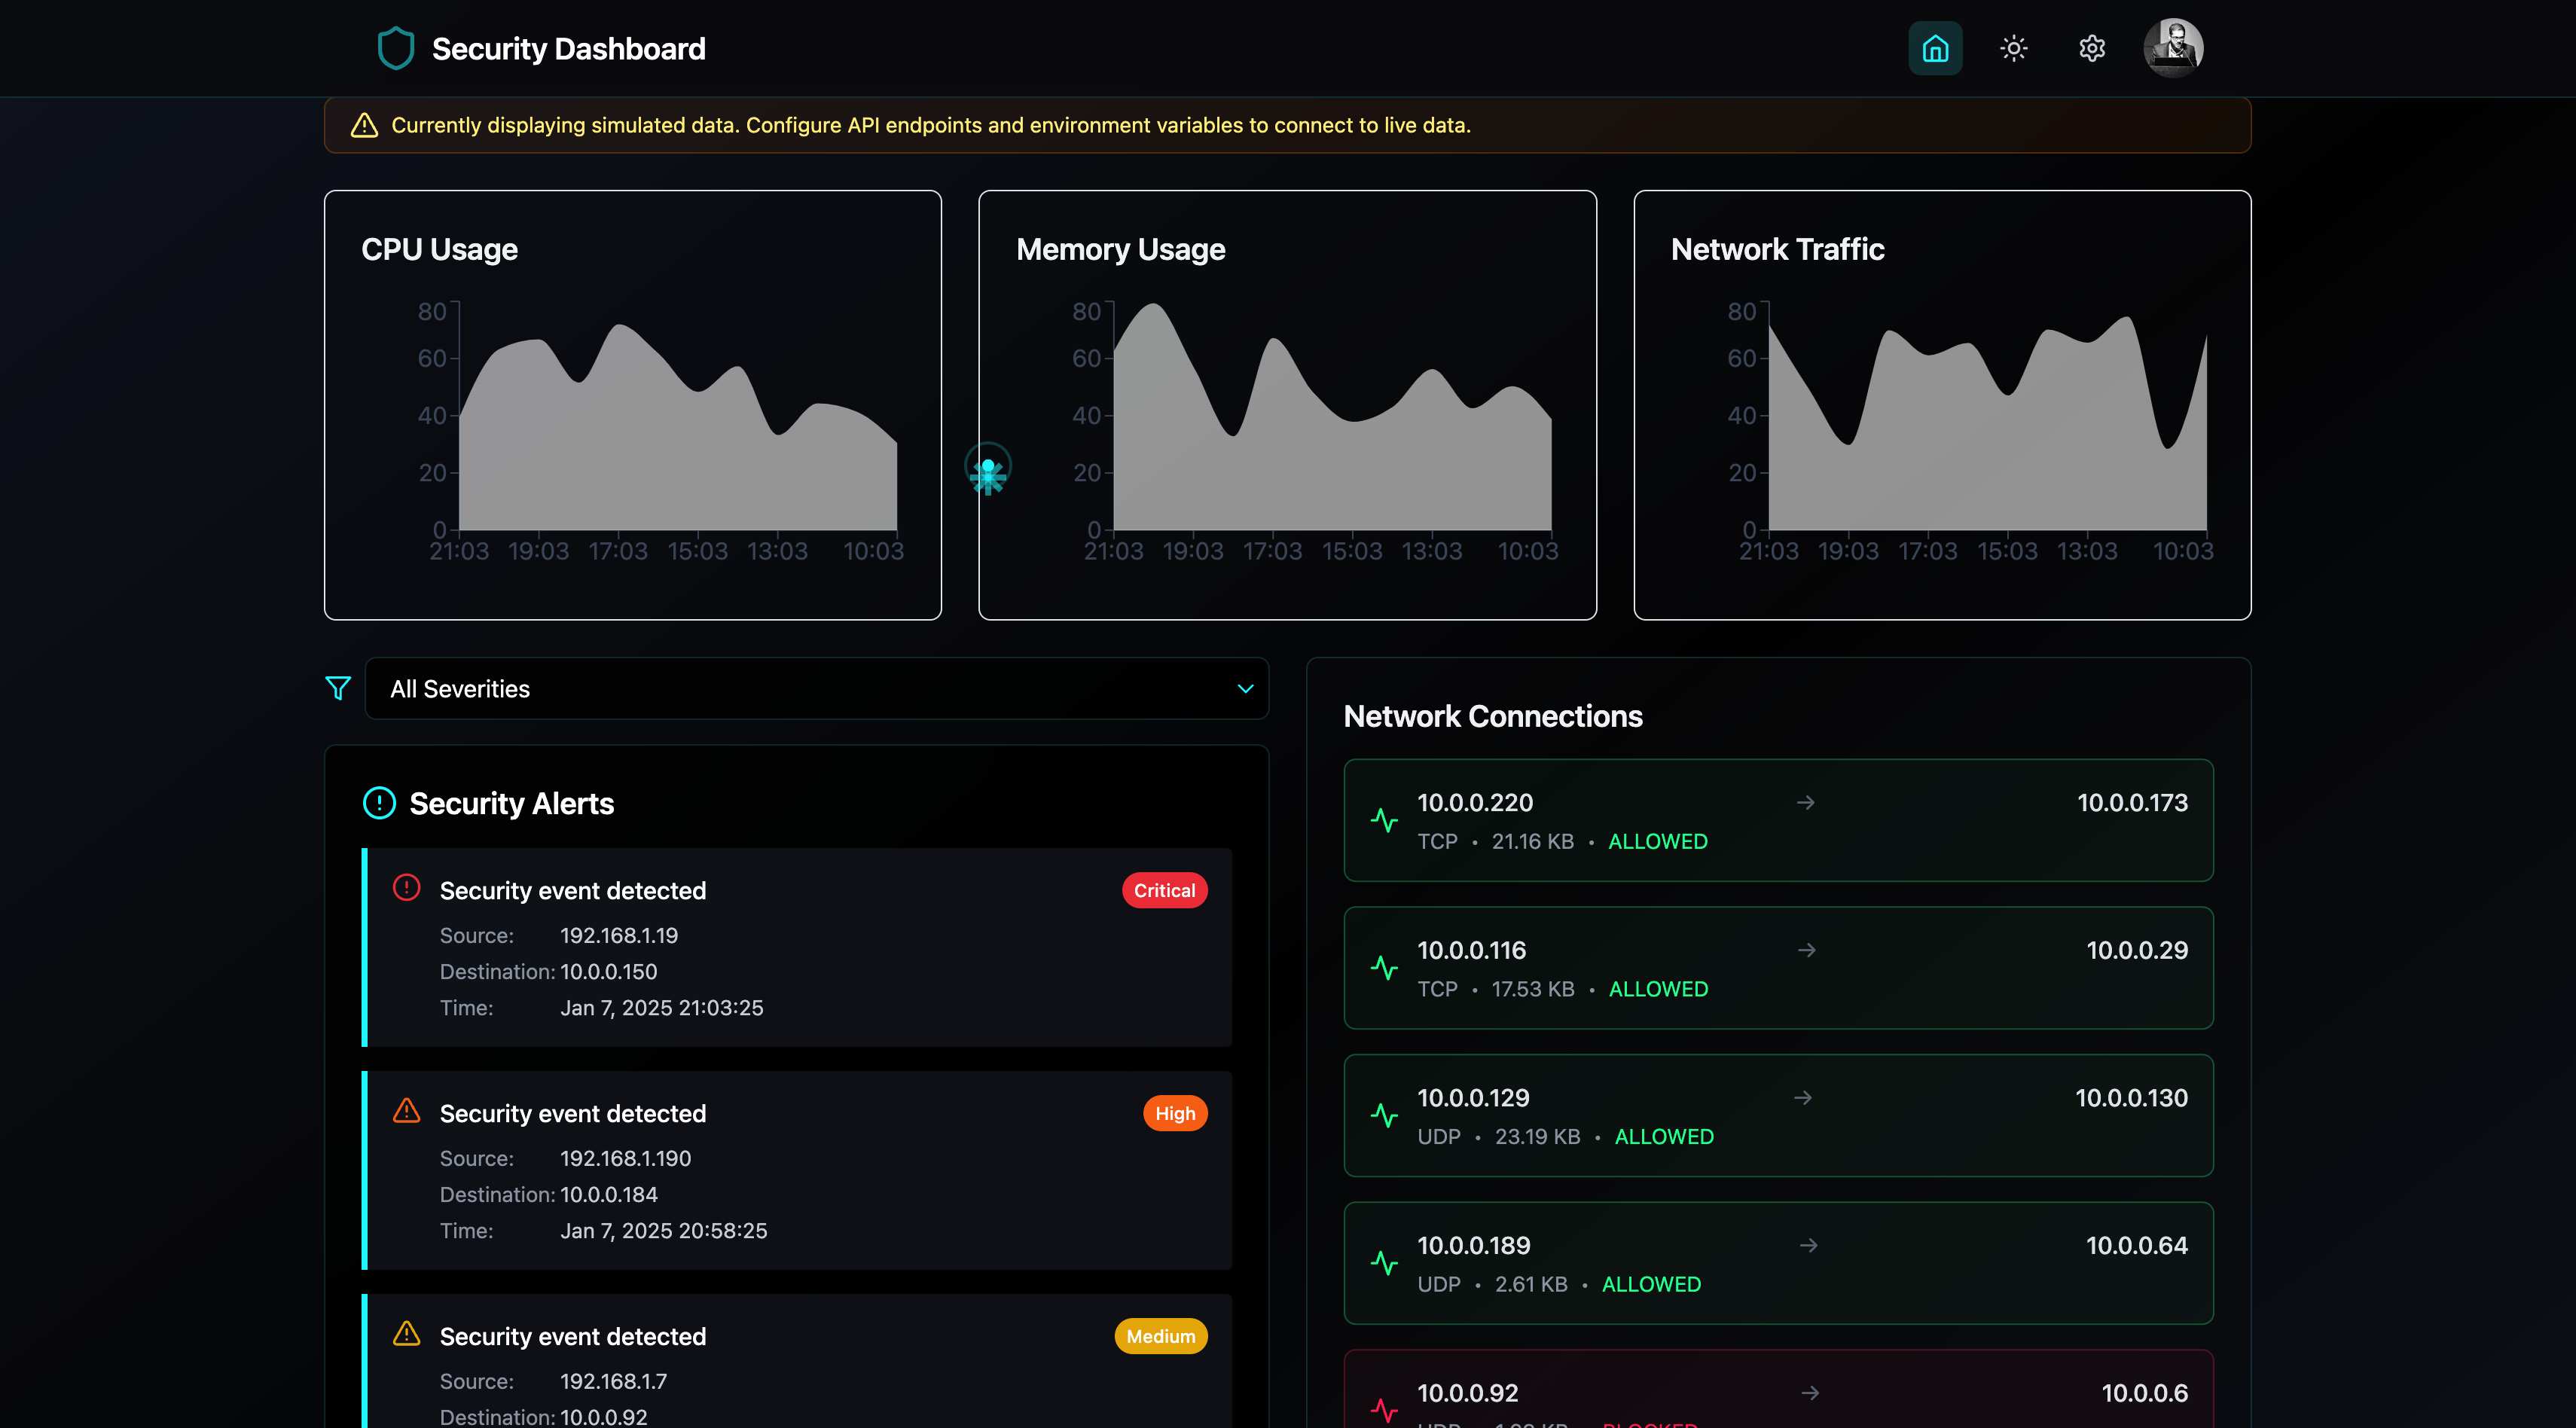 Security Dashboard
Currently displaying simulated data. Configure API endpoints and environment variables to connect to live data.
CPU Usage
80
60
40
20
0
21:03 19:03 17:03 15:03 13:03 10:03
Memory Usage
80
60
40
20
0
21:03 19:03 17:03 15:03 13:03 10:03
Network Traffic
80
60
40
20
0
21:03 19:03 17:03 15:03 13:03 10:03
All Severities
Security Alerts
Security event detected Critical
Source: 192.168.1.19
Destination: 10.0.0.150
Time: Jan 7, 2025 21:03:25
Security event detected High
Source: 192.168.1.190
Destination: 10.0.0.184
Time: Jan 7, 2025 20:58:25
Security event detected Medium
Source: 192.168.1.7
Destination: 10.0.0.92
Network Connections
10.0.0.220 → 10.0.0.173
TCP • 21.16 KB • ALLOWED
10.0.0.116 → 10.0.0.29
TCP • 17.53 KB • ALLOWED
10.0.0.129 → 10.0.0.130
UDP • 23.19 KB • ALLOWED
10.0.0.189 → 10.0.0.64
UDP • 2.61 KB • ALLOWED
10.0.0.92 → 10.0.0.6
UDP • KB • BLOCKED